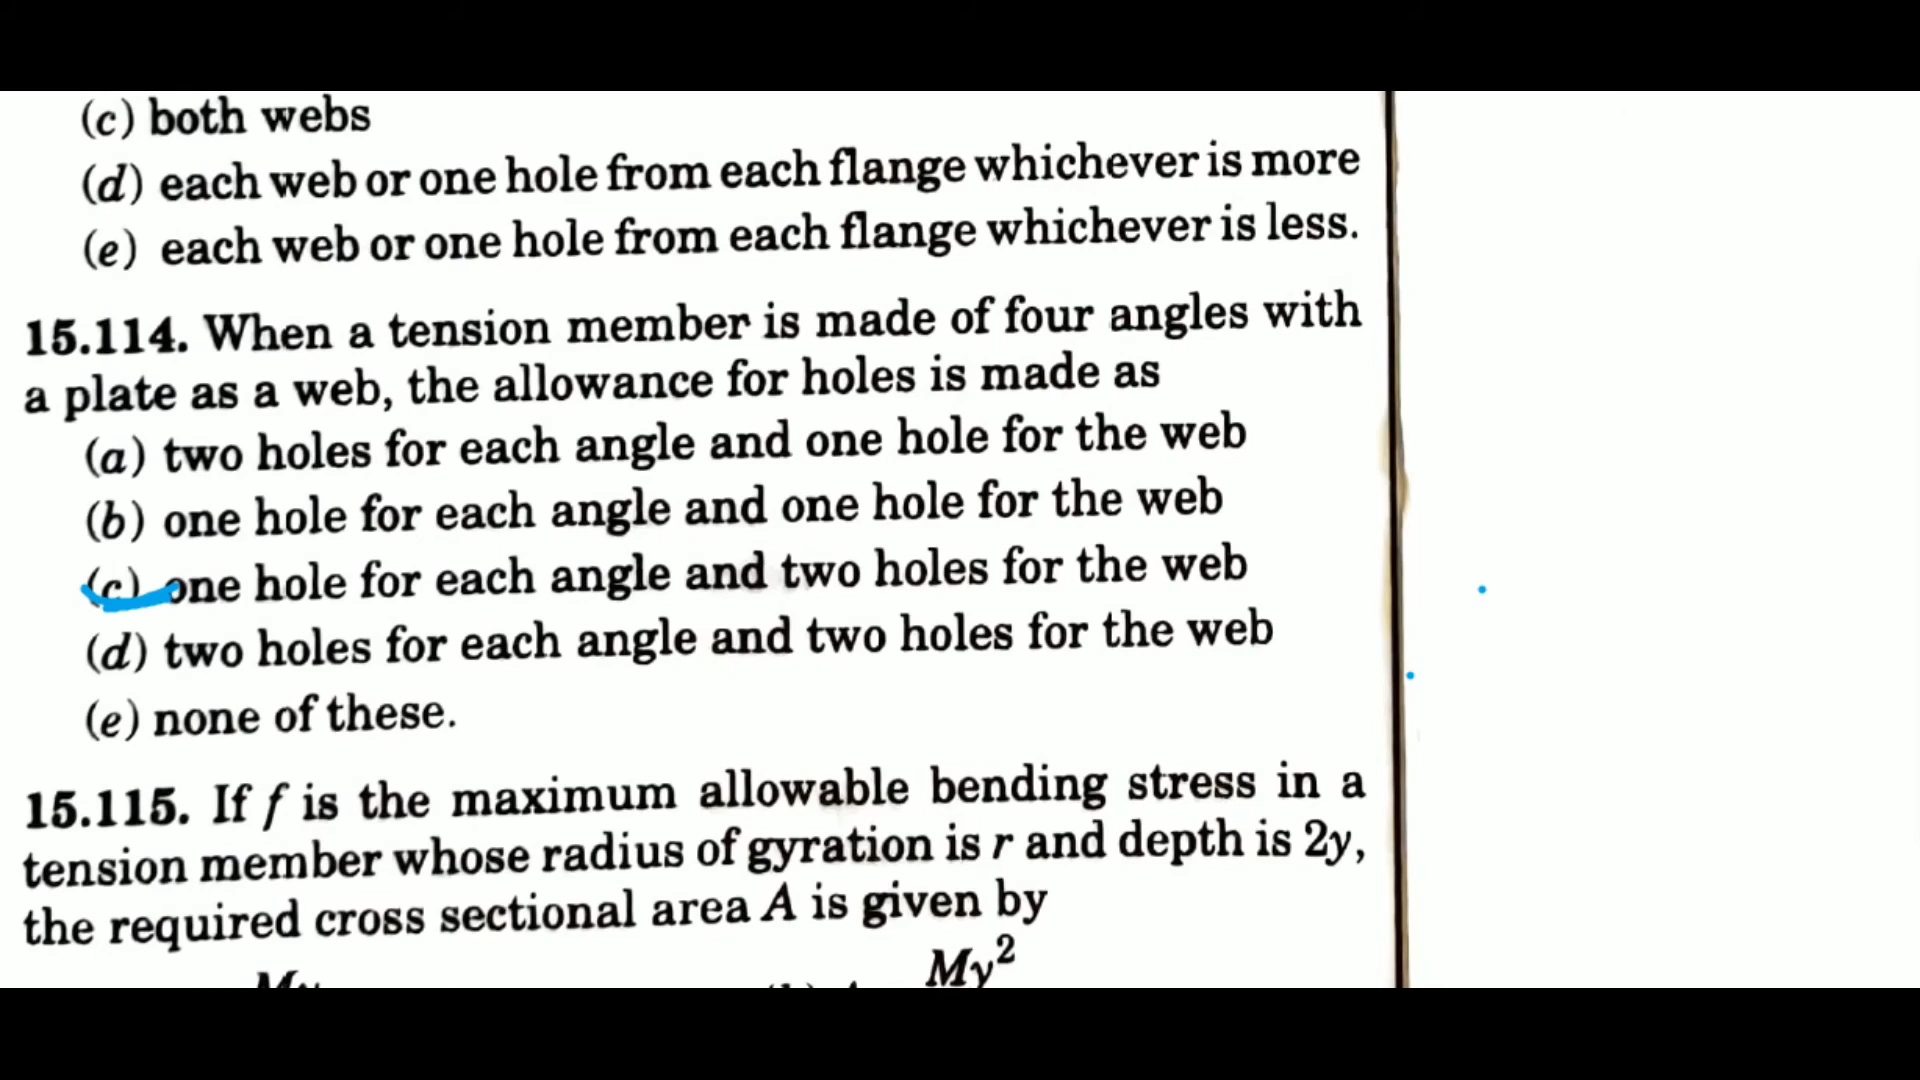 (c) both webs
(d) each web or one hole from each flange whichever is more
(e) each web or one hole from each flange whichever is less.
15.114. When a tension member is made of four angles with
a plate as a web, the allowance for holes is made as
(a) two holes for each angle and one hole for the web
(b) one hole for each angle and one hole for the web
(c) one hole for each angle and two holes for the web
(d) two holes for each angle and two holes for the web
(e) none of these.
15.115. If f is the maximum allowable bending stress in a
tension member whose radius of gyration is r and depth is 2y,
the required cross sectional area A is given by
My²